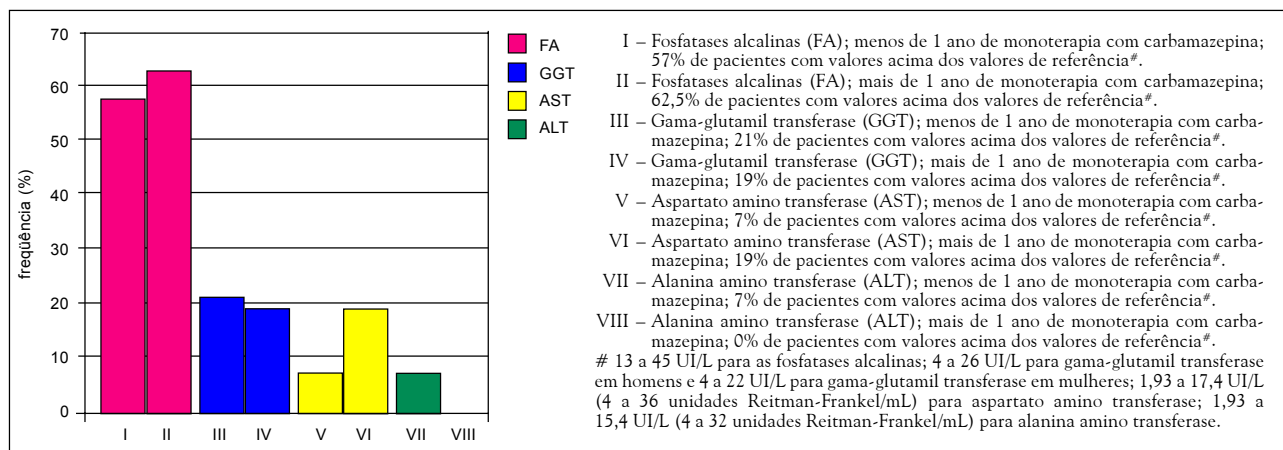 70
60
50
40
30
20
10
0
freqüência (%)
I II III IV V VI VII VIII
FA
GGT
AST
ALT
I – Fosfatases alcalinas (FA); menos de 1 ano de monoterapia com carbamazepina;
57% de pacientes com valores acima dos valores de referência#.
II – Fosfatases alcalinas (FA); mais de 1 ano de monoterapia com carbamazepina;
62,5% de pacientes com valores acima dos valores de referência#.
III – Gama-glutamil transferase (GGT); menos de 1 ano de monoterapia com carba-
mazepina; 21% de pacientes com valores acima dos valores de referência#.
IV – Gama-glutamil transferase (GGT); mais de 1 ano de monoterapia com carba-
mazepina; 19% de pacientes com valores acima dos valores de referência#.
V – Aspartato amino transferase (AST); menos de 1 ano de monoterapia com carba-
mazepina; 7% de pacientes com valores acima dos valores de referência#.
VI – Aspartato amino transferase (AST); mais de 1 ano de monoterapia com carba-
mazepina; 19% de pacientes com valores acima dos valores de referência#.
VII – Alanina amino transferase (ALT); menos de 1 ano de monoterapia com carba-
mazepina; 7% de pacientes com valores acima dos valores de referência#.
VIII – Alanina amino transferase (ALT); mais de 1 ano de monoterapia com carba-
mazepina; 0% de pacientes com valores acima dos valores de referência#.
# 13 a 45 UI/L para as fosfatases alcalinas; 4 a 26 UI/L para gama-glutamil transferase
em homens e 4 a 22 UI/L para gama-glutamil transferase em mulheres; 1,93 a 17,4 UI/L
(4 a 36 unidades Reitman-Frankel/mL) para aspartato amino transferase; 1,93 a
15,4 UI/L (4 a 32 unidades Reitman-Frankel/mL) para alanina amino transferase.